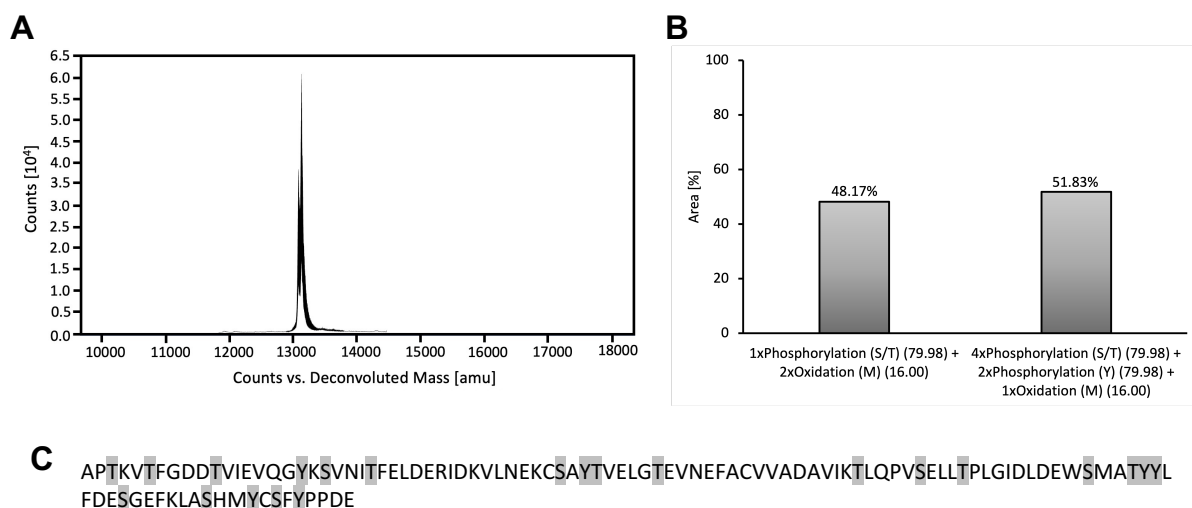 A
B
6.5
6.0
5.5
5.0
4.5
4.0
3.5
3.0
2.5
2.0
1.5
1.0
0.5
0.0
Counts [10⁴]
10000 11000 12000 13000 14000 15000 16000 17000 18000
Counts vs. Deconvoluted Mass [amu]
100
80
60
40
20
0
Area [%]
48.17%
51.83%
1xPhosphorylation (S/T) (79.98) +
2xOxidation (M) (16.00)
4xPhosphorylation (S/T) (79.98) +
2xPhosphorylation (Y) (79.98) +
1xOxidation (M) (16.00)
C
APTKVTFGDDTVIEVQGYKSVNITFELDERIDKVLNEKCSAYTVELGTEVNEFACVVADAVIKTLQPVSELLTPLGIDLDEWSMATYYL
FDESGEFKLASHMYCSFYPPDE